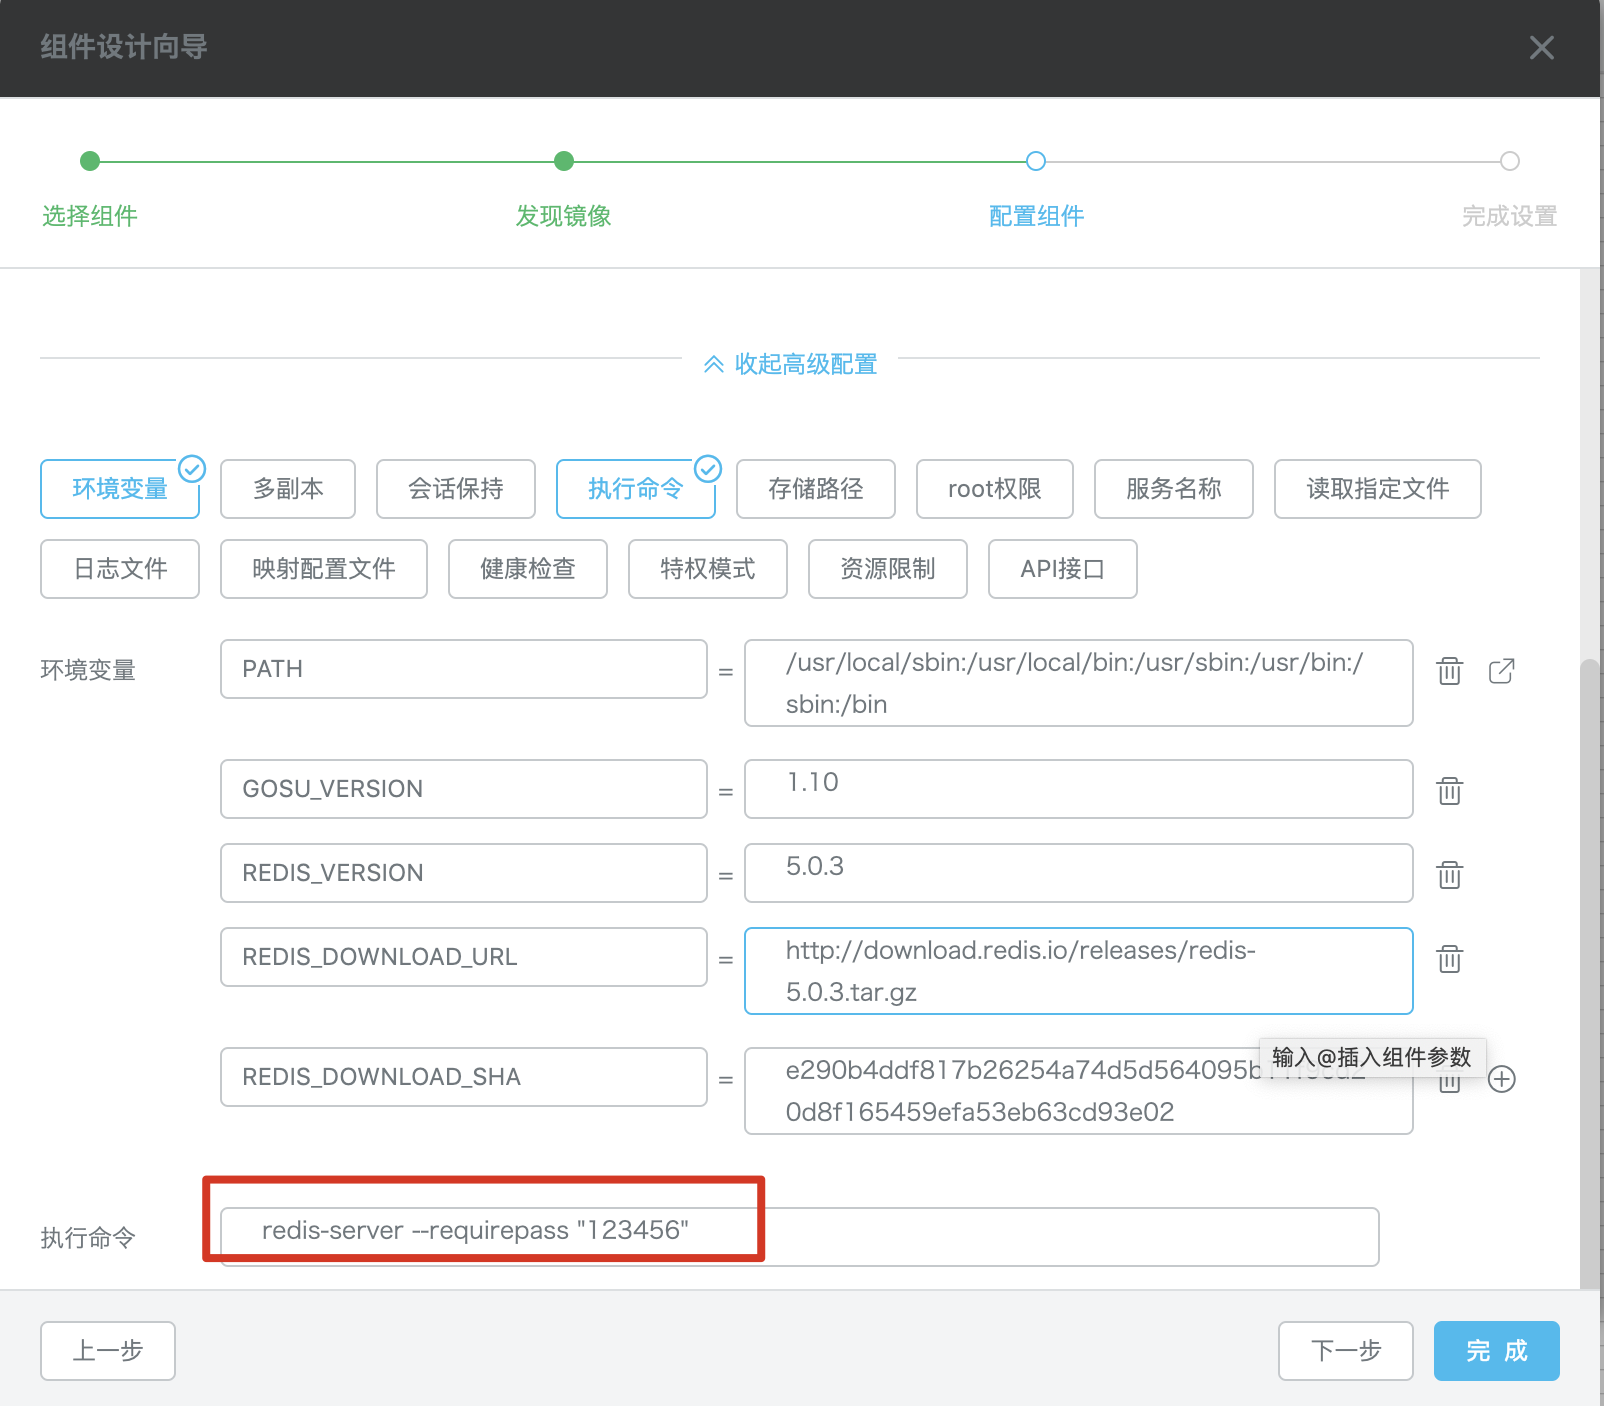 组件设计向导
选择组件
发现镜像
配置组件
完成设置
收起高级配置
环境变量
多副本
会话保持
执行命令
存储路径
root权限
服务名称
读取指定文件
日志文件
映射配置文件
健康检查
特权模式
资源限制
API接口
环境变量
PATH
=
/usr/local/sbin:/usr/local/bin:/usr/sbin:/usr/bin:/
sbin:/bin
GOSU_VERSION
=
1.10
REDIS_VERSION
=
5.0.3
REDIS_DOWNLOAD_URL
=
http://download.redis.io/releases/redis-
5.0.3.tar.gz
输入@插入组件参数
REDIS_DOWNLOAD_SHA
=
0d8f165459efa53eb63cd93e02
执行命令
redis-server --requirepass "123456"
上一步
下一步
完 成